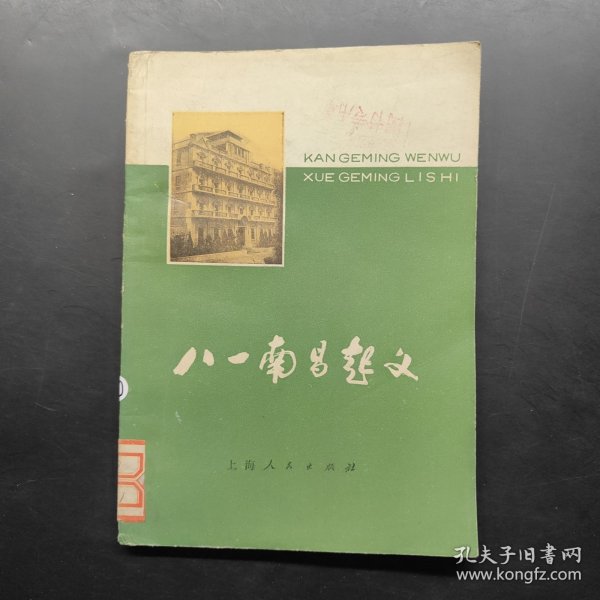 KAN GEMING WENWU
XUE GEMING LISHI
八一南昌起义
上海人民出版社
孔夫子旧书网
www.kongfz.com